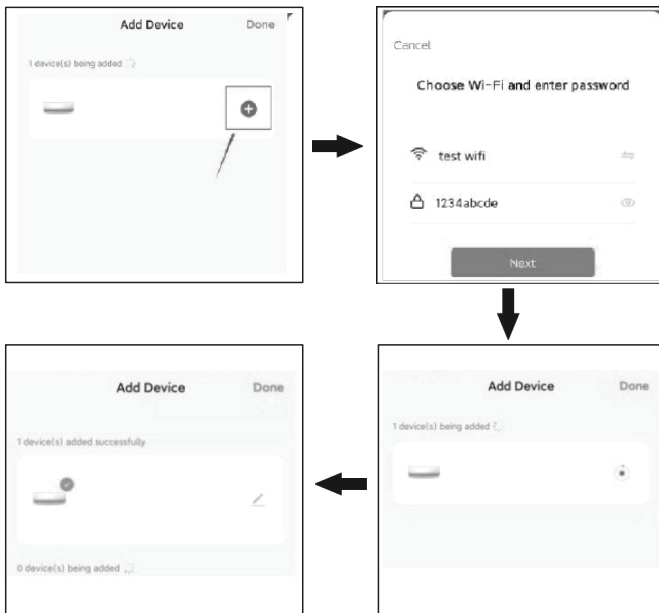 Add Device Done
1 device(s) being added
Cancel
Choose Wi-Fi and enter password
test wifi
1234abcde
Next
Add Device Done
1 device(s) being added
Add Device Done
1 device(s) added successfully
0 device(s) being added